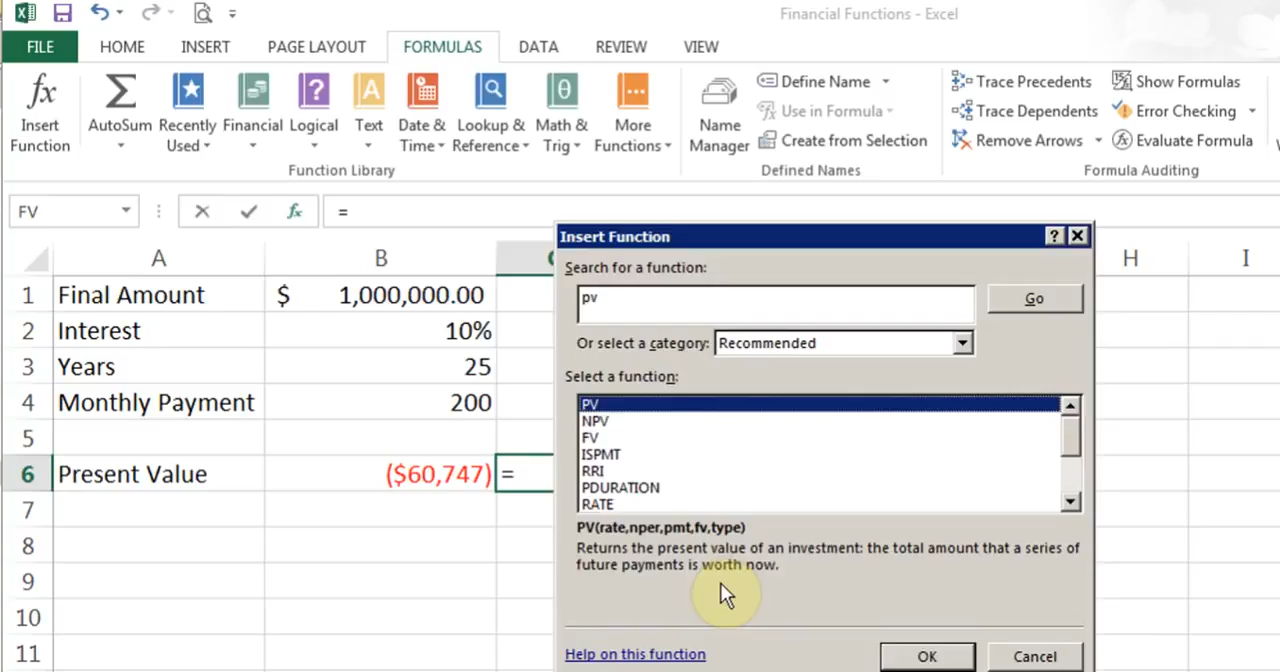 Financial Functions - Excel
FILE HOME INSERT PAGE LAYOUT FORMULAS DATA REVIEW VIEW
Insert Function
AutoSum
Recently Used
Financial
Logical
Text
Date & Time
Lookup & Reference
Math & Trig
More Functions
Function Library
Name Manager
Define Name
Use in Formula
Create from Selection
Defined Names
Trace Precedents
Trace Dependents
Remove Arrows
Show Formulas
Error Checking
Evaluate Formula
Formula Auditing
FV fx =
A B H I
1 Final Amount $ 1,000,000.00
2 Interest 10%
3 Years 25
4 Monthly Payment 200
5
6 Present Value ($60,747) =
7
8
9
10
11
Insert Function
Search for a function:
pv
Go
Or select a category: Recommended
Select a function:
PV
NPV
FV
ISPMT
RRI
PDURATION
RATE
PV(rate,nper,pmt,fv,type)
Returns the present value of an investment: the total amount that a series of
future payments is worth now.
Help on this function
OK
Cancel